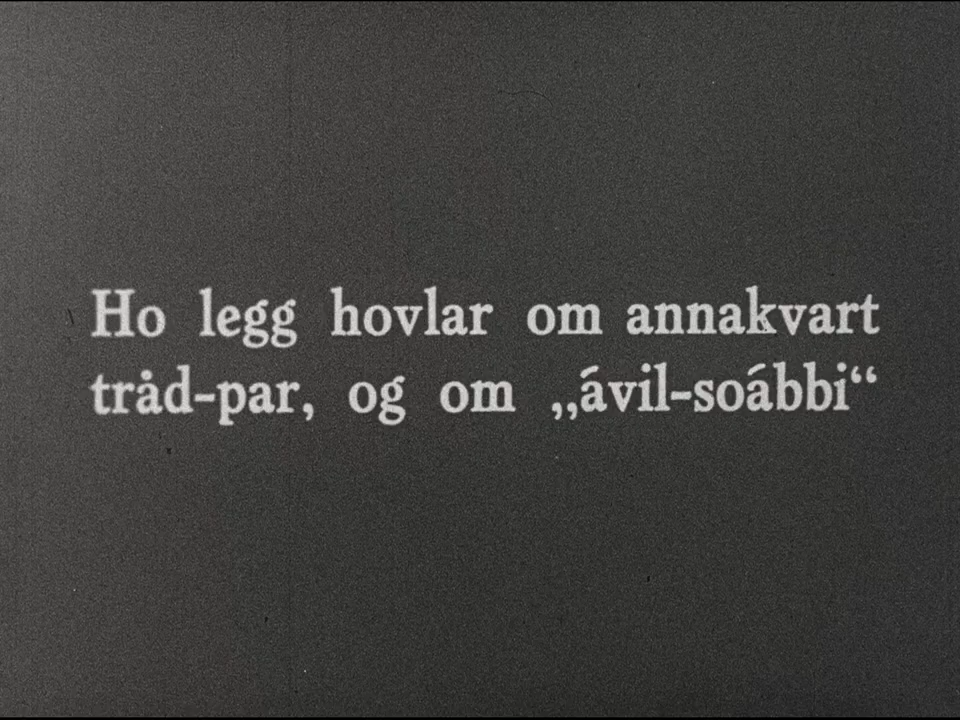 Ho legg hovlar om annakvart
tråd-par, og om „ávil-soábbi“